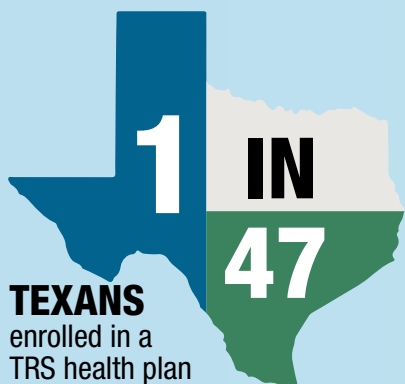 1
IN
47
TEXANS
enrolled in a
TRS health plan